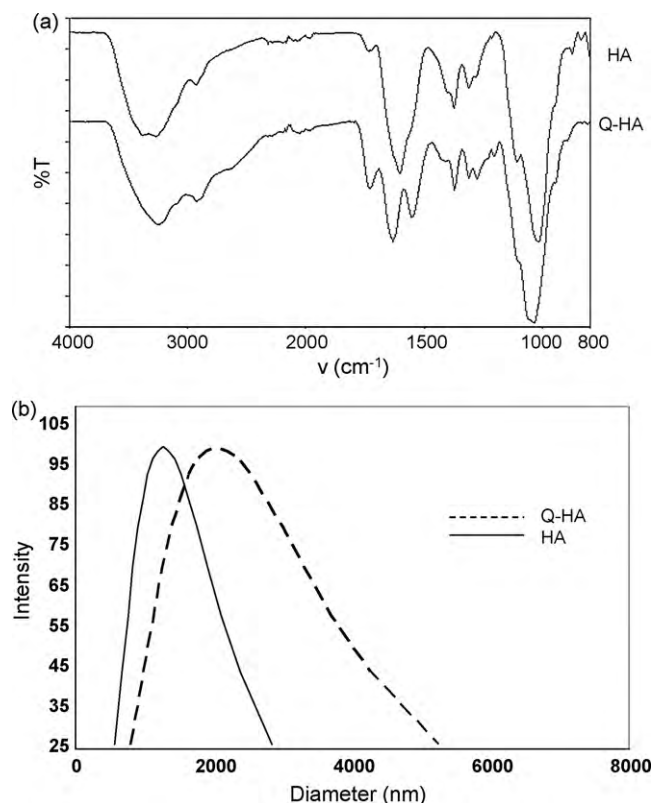 (a)
HA
Q-HA
%T
4000 3000 2000 1500 1000 800
ν (cm⁻¹)
(b)
105
95
85
75
65
55
45
35
25
Intensity
Q-HA
HA
0 2000 4000 6000 8000
Diameter (nm)